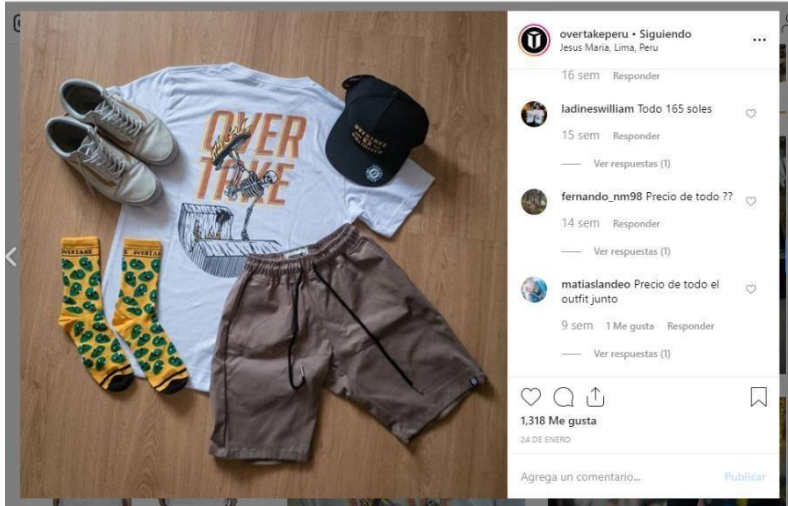 OVER
TAKE
OVERTAKE
overtakeperu • Siguiendo
Jesus Maria, Lima, Peru
16 sem Responder
ladineswilliam Todo 165 soles
15 sem Responder
Ver respuestas (1)
fernando_nm98 Precio de todo ??
14 sem Responder
Ver respuestas (1)
matiaslandeo Precio de todo el
outfit junto
9 sem 1 Me gusta Responder
Ver respuestas (1)
1,318 Me gusta
24 DE ENERO
Agrega un comentario... Publicar